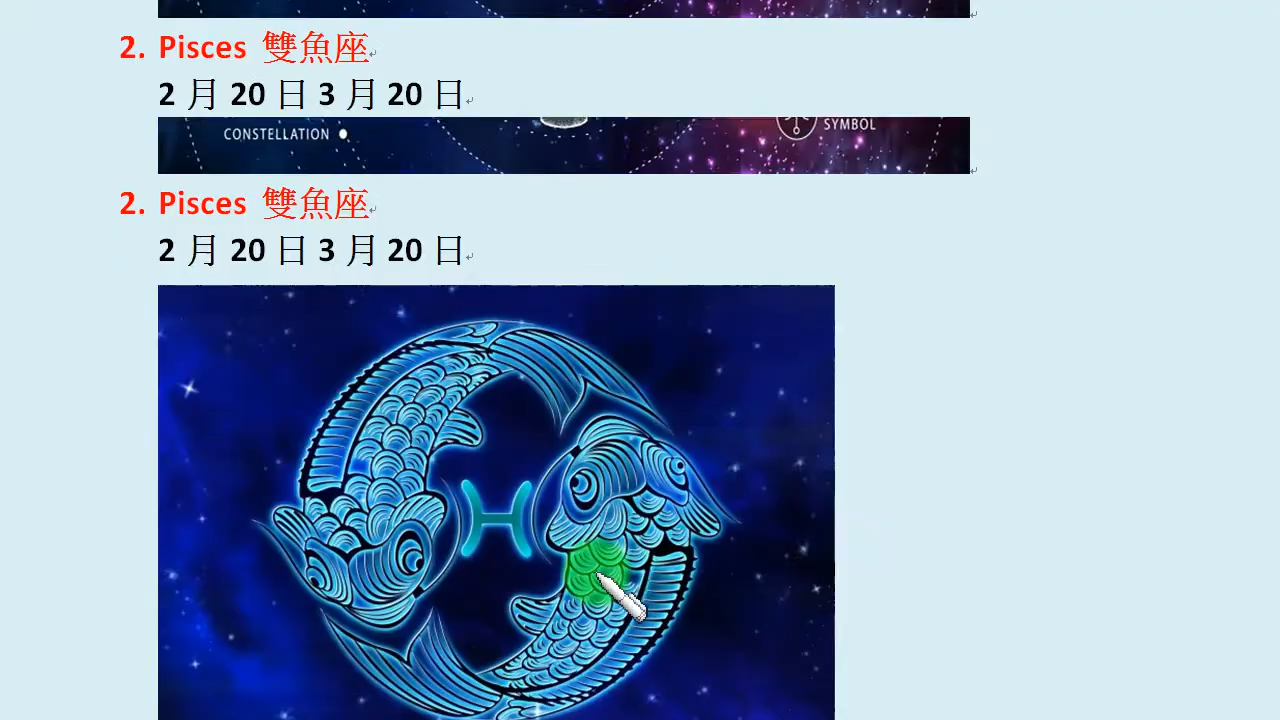 2. Pisces 雙魚座
2 月 20 日 3 月 20 日
CONSTELLATION
SYMBOL
2. Pisces 雙魚座
2 月 20 日 3 月 20 日